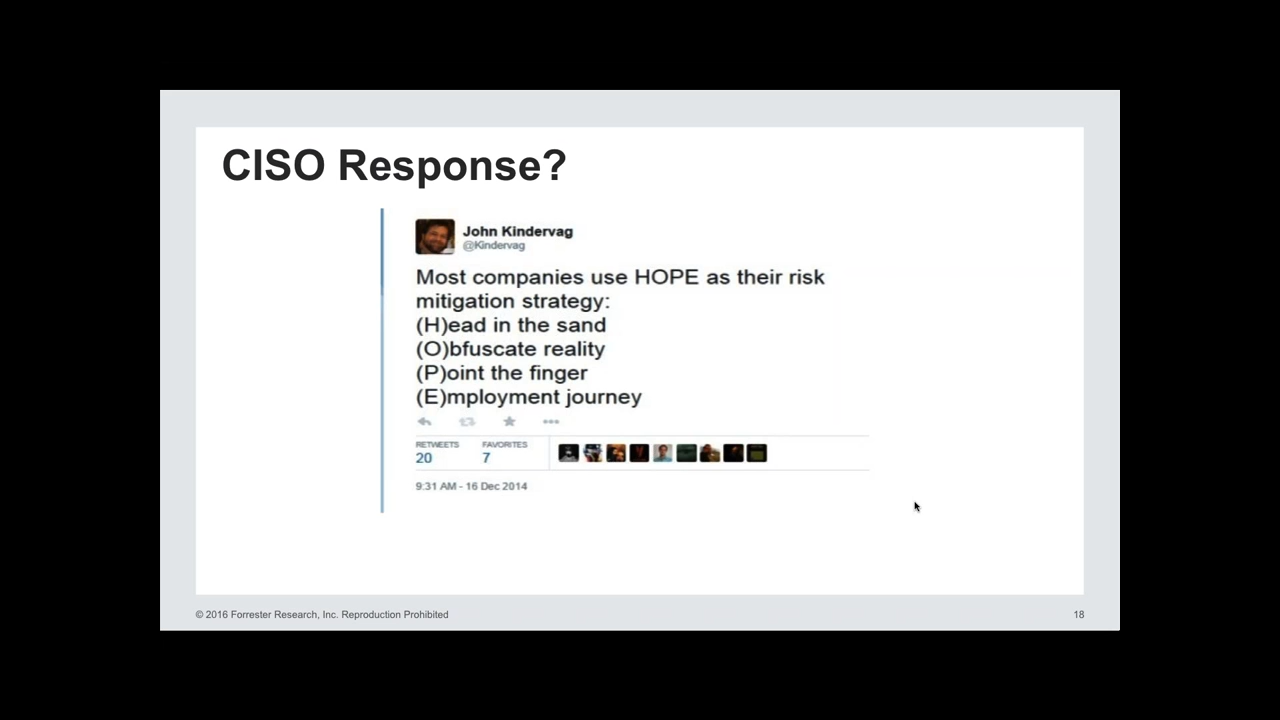 CISO Response?
John Kindervag
@Kindervag
Most companies use HOPE as their risk
mitigation strategy:
(H)ead in the sand
(O)bfuscate reality
(P)oint the finger
(E)mployment journey
RETWEETS FAVORITES
20 7
9:31 AM - 16 Dec 2014
© 2016 Forrester Research, Inc. Reproduction Prohibited 18